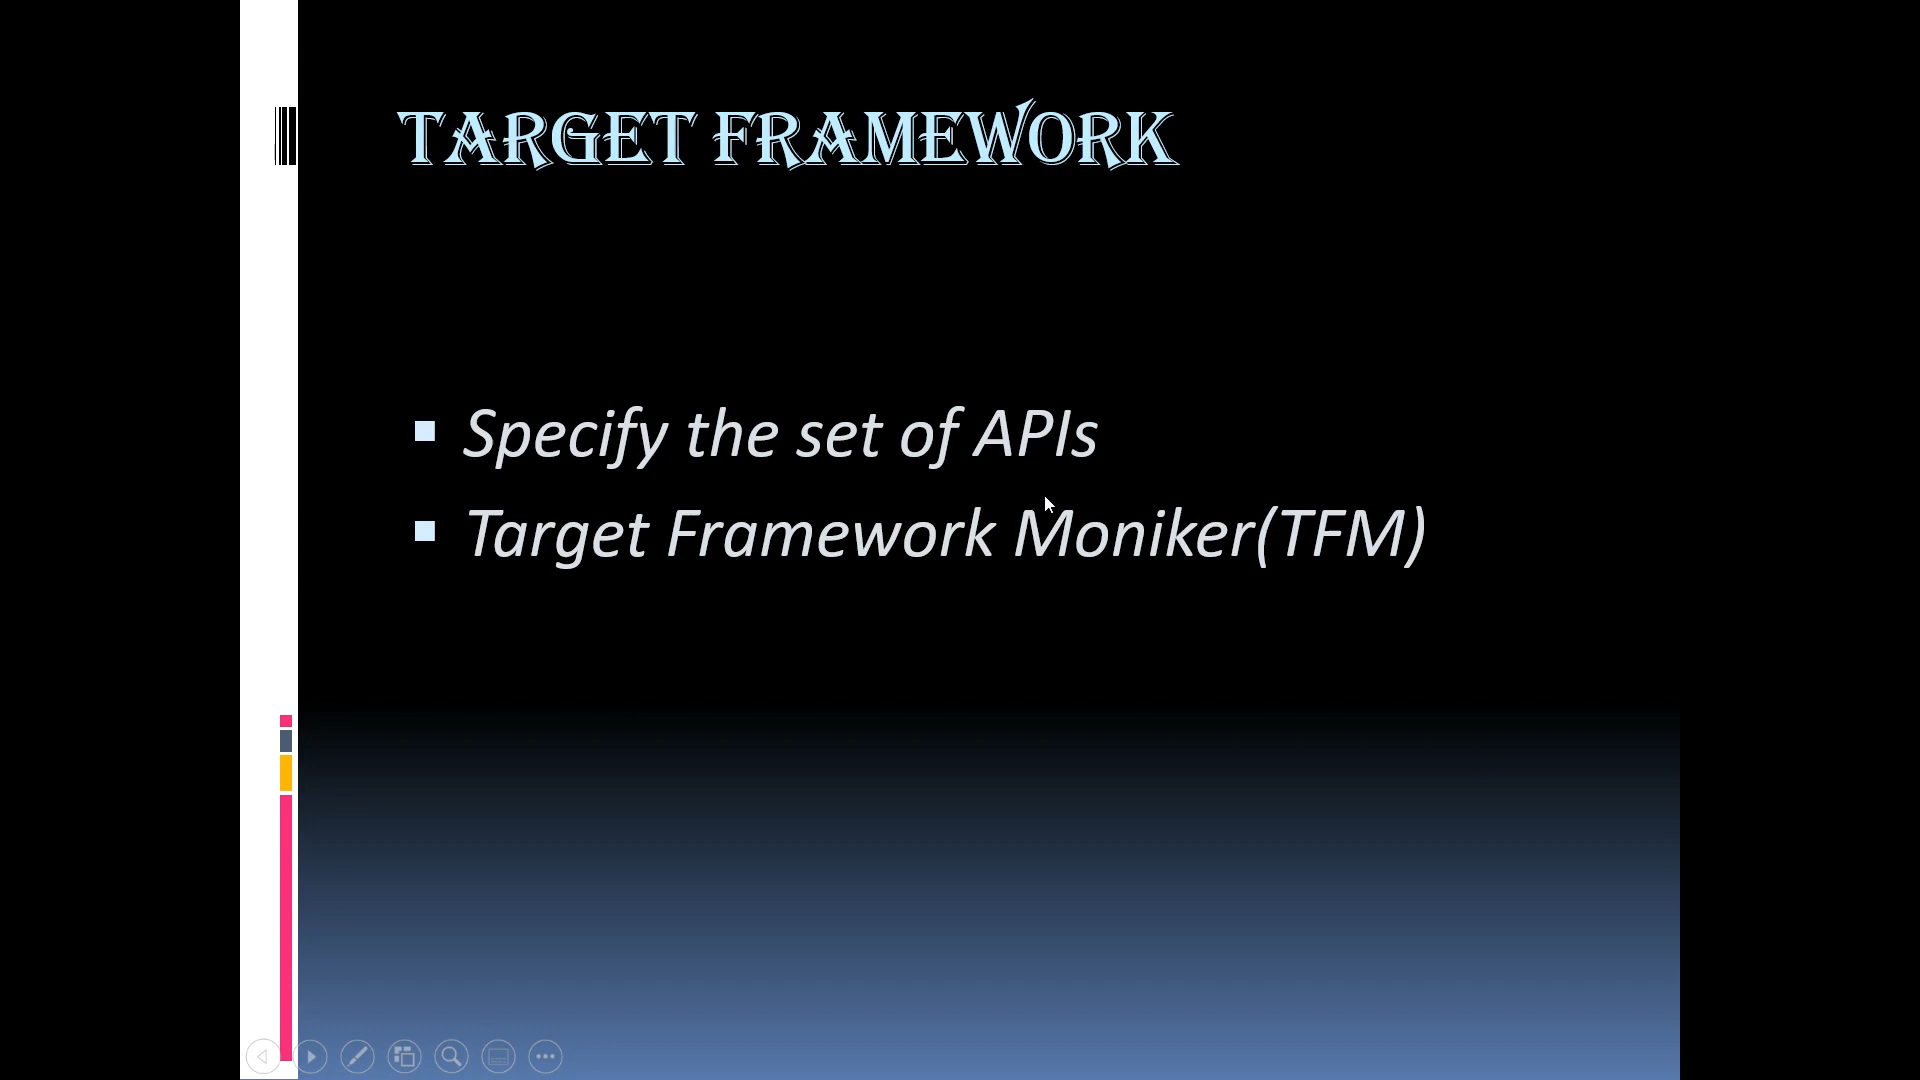 TARGET FRAMEWORK
Specify the set of APIs
Target Framework Moniker(TFM)